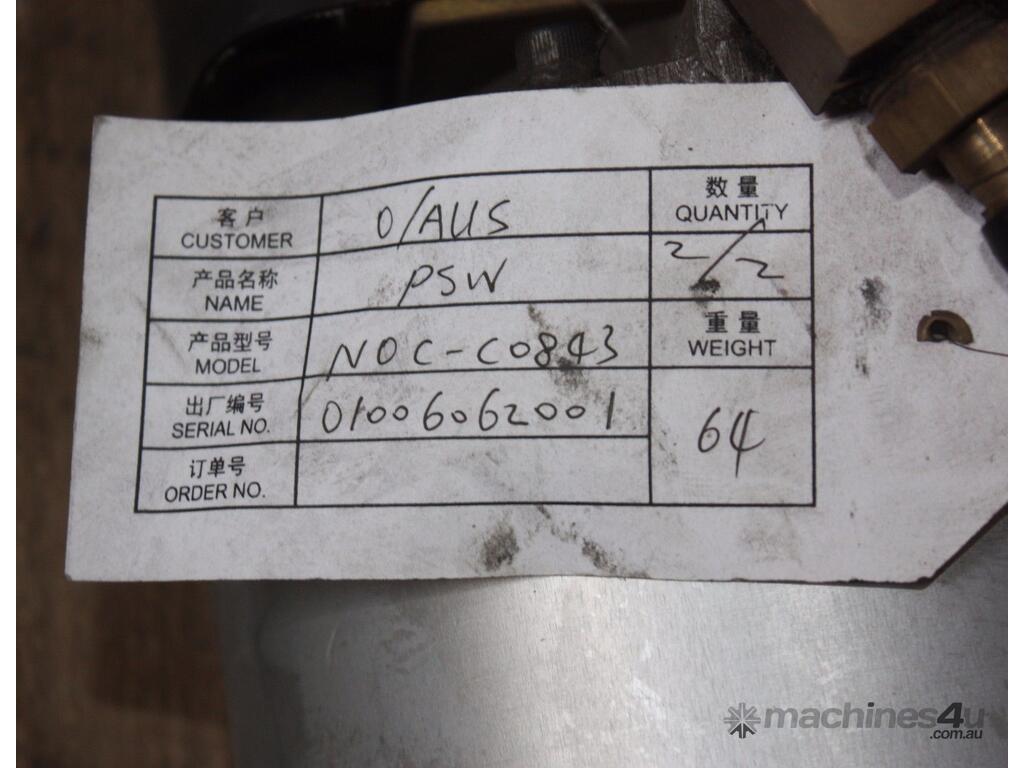 客户
CUSTOMER
O/AUS
数量
QUANTITY
产品名称
NAME
PSW
2/2
产品型号
MODEL
NOC-C0843
重量
WEIGHT
出厂编号
SERIAL NO.
01006062001
64
订单号
ORDER NO.
machines4u
.com.au